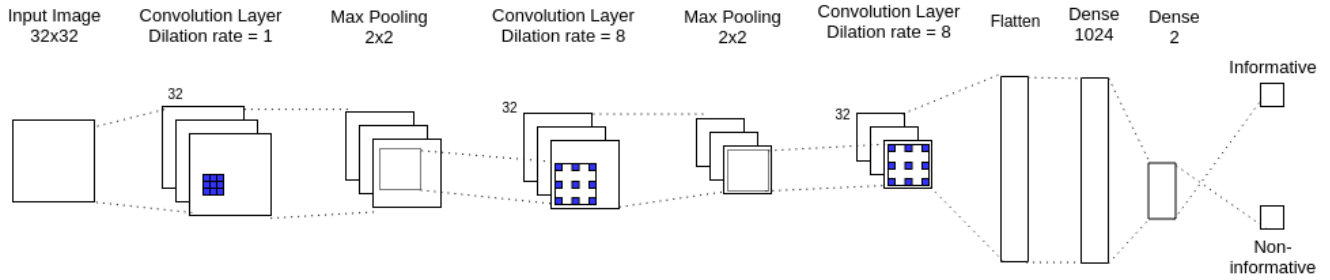 Input Image
32x32
Convolution Layer
Dilation rate = 1
Max Pooling
2x2
Convolution Layer
Dilation rate = 8
Max Pooling
2x2
Convolution Layer
Dilation rate = 8
Flatten
Dense
1024
Dense
2
32
32
32
Informative
Non-
informative